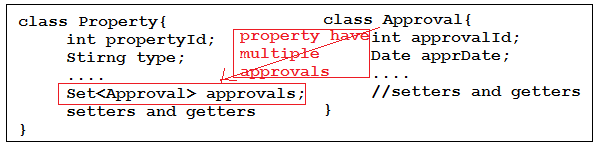 class Property{
int propertyId;
Stirng type;
....
Set<Approval> approvals;
setters and getters
}
property have
multiple
approvals
class Approval{
int approvalId;
Date apprDate;
....
//setters and getters
}